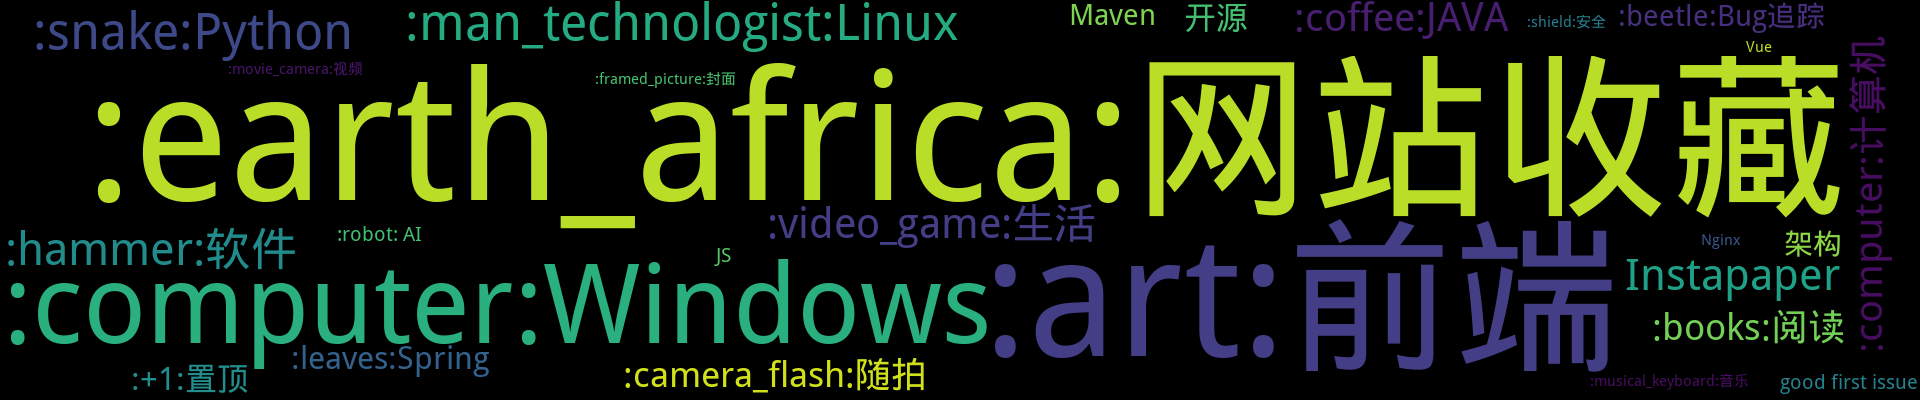 :snake:Python
:man_technologist:Linux
Maven
开源
:coffee:JAVA
:shield:安全
:beetle:Bug追踪
Vue
:movie_camera:视频
:framed_picture:封面
:earth_africa:网站收藏
:computer:计算机
:hammer:软件
:robot: AI
:video_game:生活
JS
Nginx
架构
:computer:Windows
:art:前端
Instapaper
:books:阅读
:leaves:Spring
:+1:置顶
:camera_flash:随拍
:musical_keyboard:音乐
good first issue